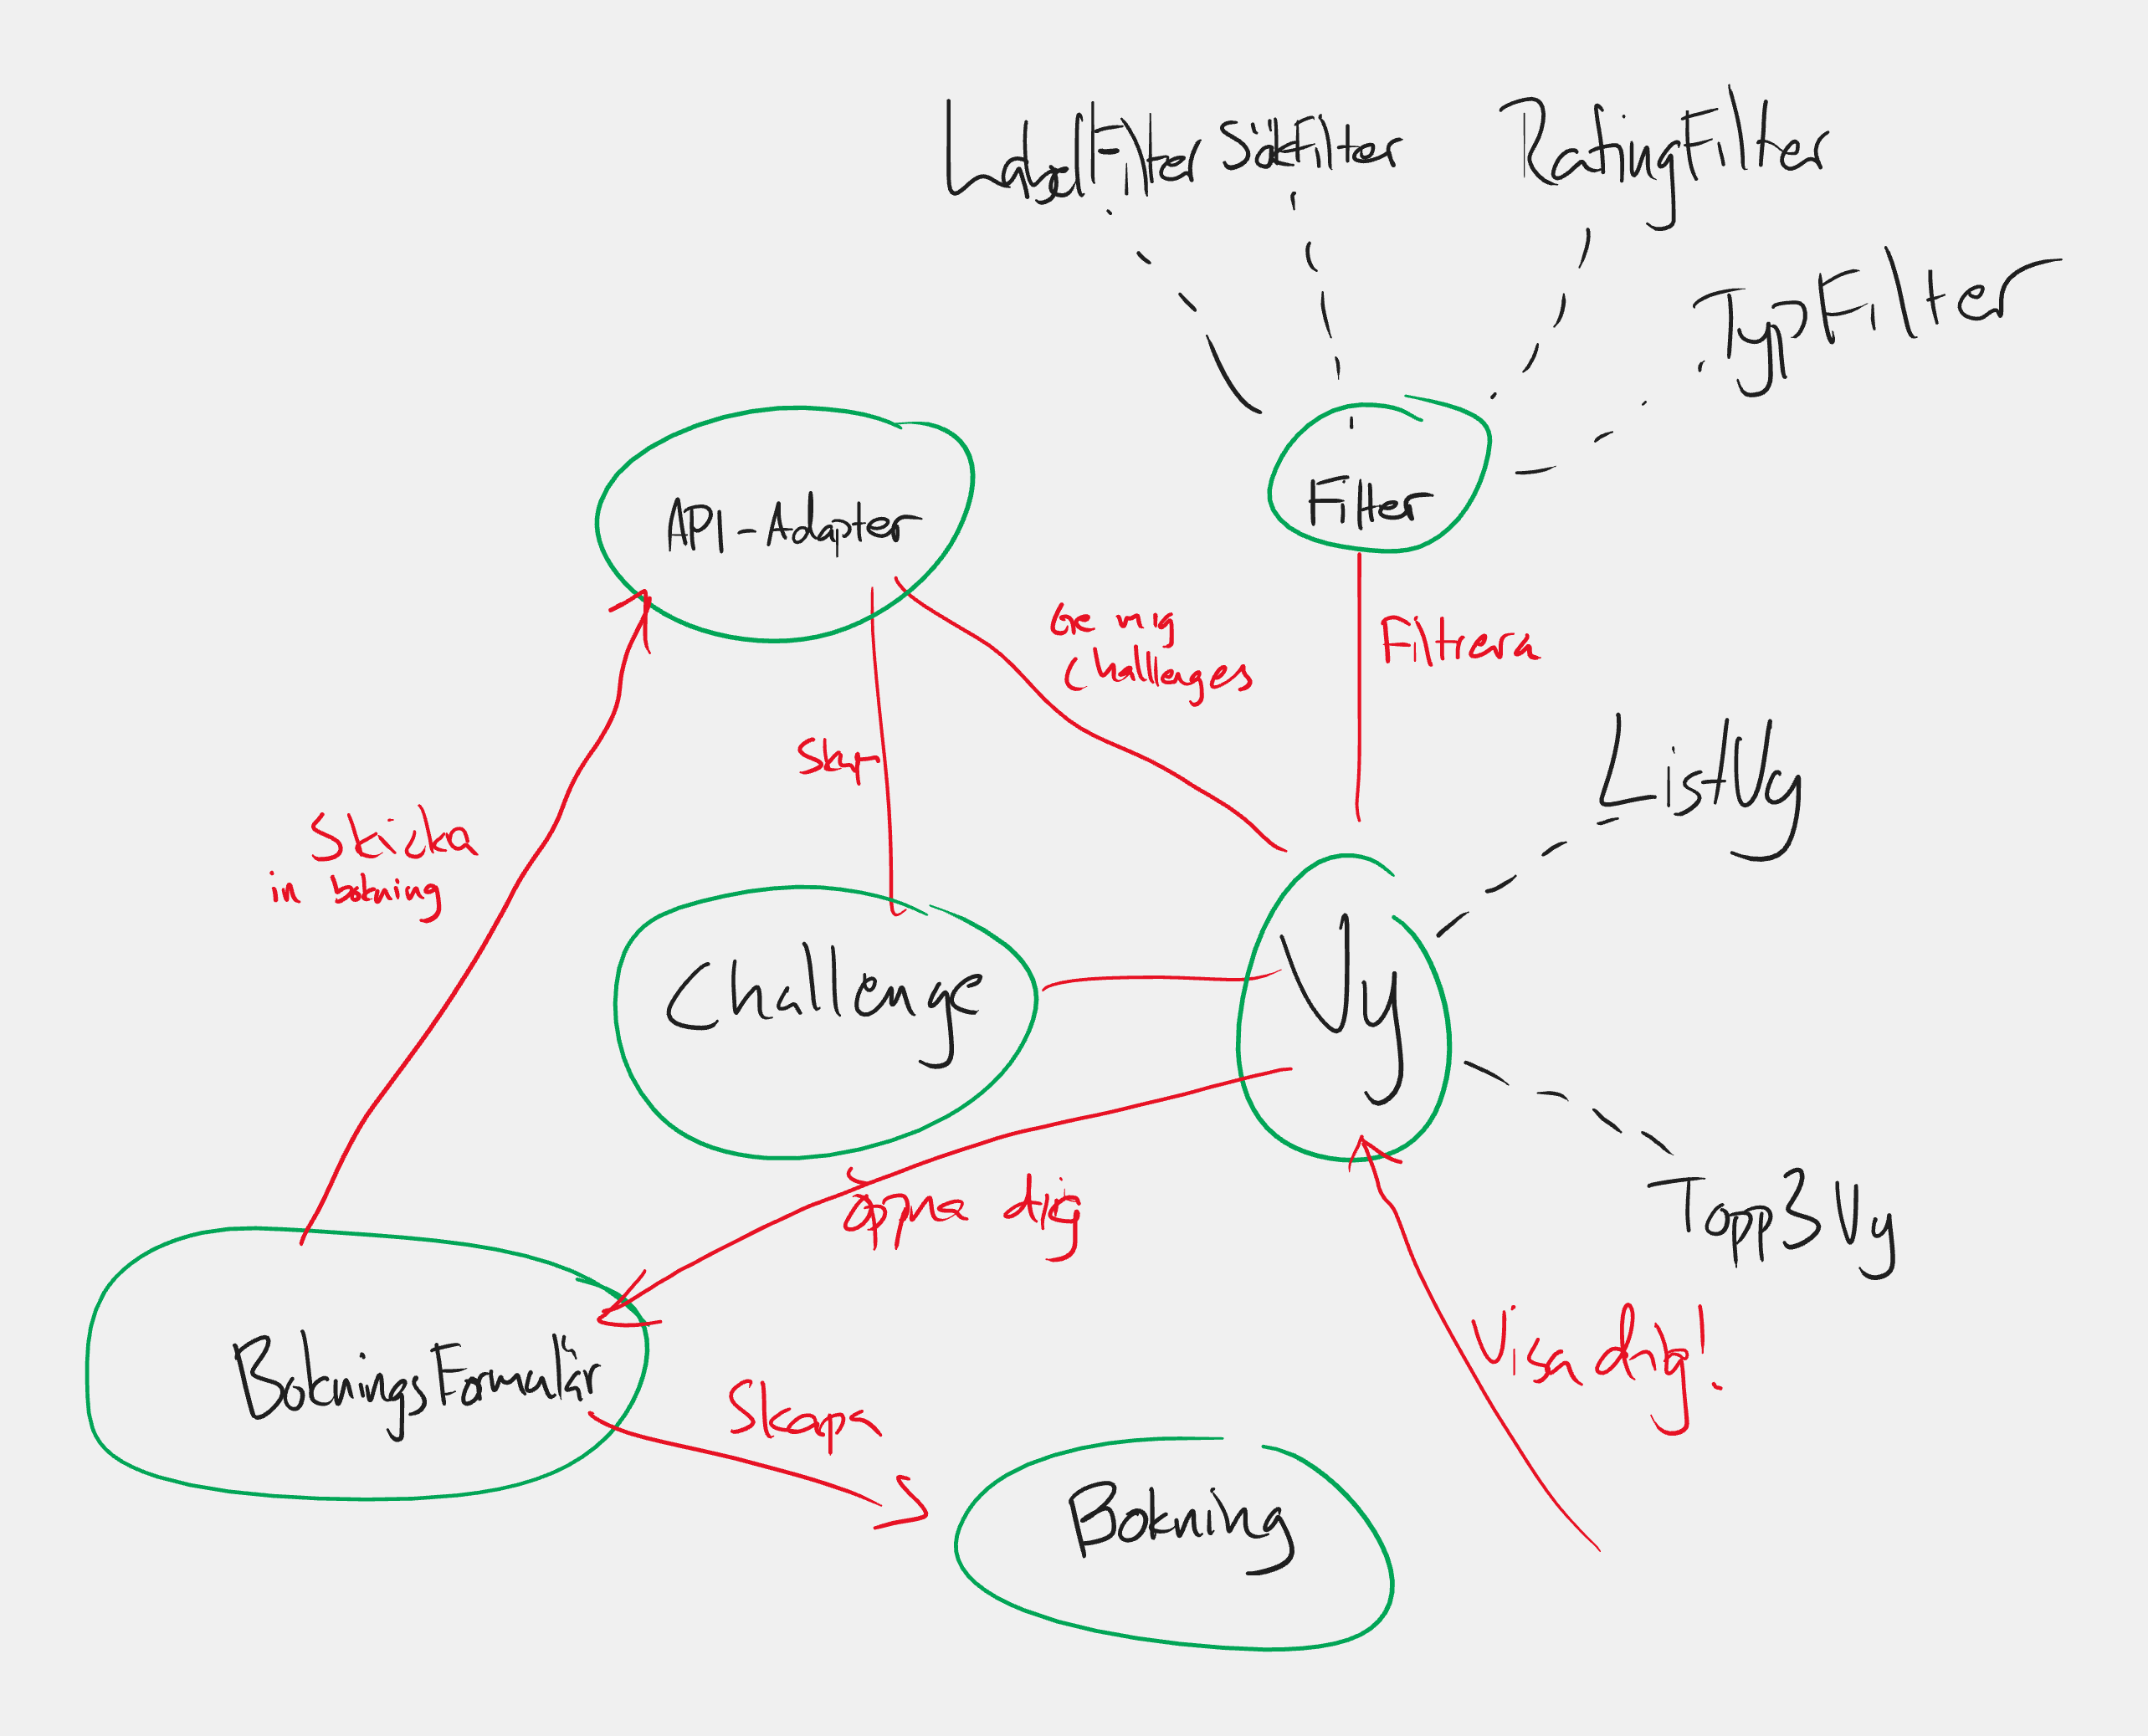 LabelFilter SökFilter RatingFilter
TypFilter
API-Adapter
Filter
Ge mig
Challenges
Filtrera
Skap
ListVy
Skicka
in bokning
Challenge
Vy
Öppna dig
Topp3Vy
Visa dig!
BokningsFormulär
Skapa
Bokning